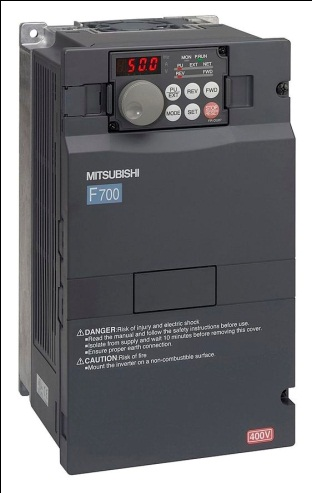 50.0
MON P.RUN
PU EXT NET
REV FWD
PU EXT
REV
FWD
MODE
SET
STOP RESET
MITSUBISHI
F700
DANGER:Risk of injury and electric shock
●Read the manual and follow the safety instructions before use.
●Isolate from supply and wait 10 minutes before removing this cover.
●Ensure proper earth connection.
CAUTION:Risk of fire
●Mount the inverter on a non-combustible surface.
400V